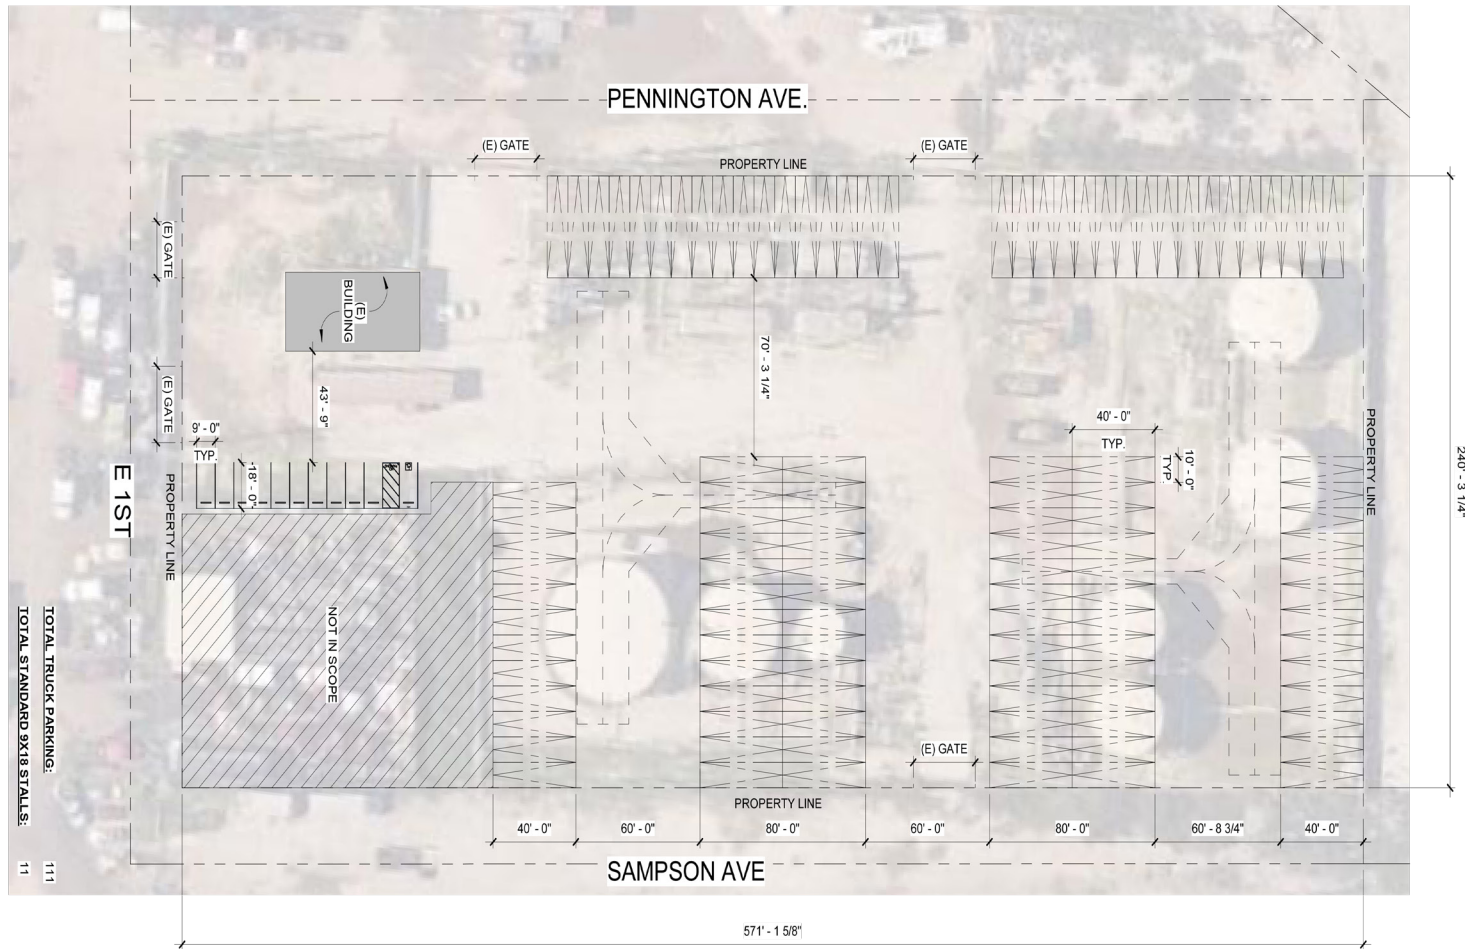 PENNINGTON AVE.
(E) GATE
(E) GATE
PROPERTY LINE
(E) GATE
(E)
BUILDING
70' - 3 1/4"
(E) GATE
43' - 9"
9' - 0"
TYP.
18' - 0"
40' - 0"
TYP.
10' - 0"
TYP.
PROPERTY LINE
240' - 3 1/4"
E 1ST
PROPERTY LINE
NOT IN SCOPE
TOTAL TRUCK PARKING: 111
TOTAL STANDARD 9X18 STALLS: 11
(E) GATE
PROPERTY LINE
40' - 0"
60' - 0"
80' - 0"
60' - 0"
80' - 0"
60' - 8 3/4"
40' - 0"
SAMPSON AVE
571' - 1 5/8"